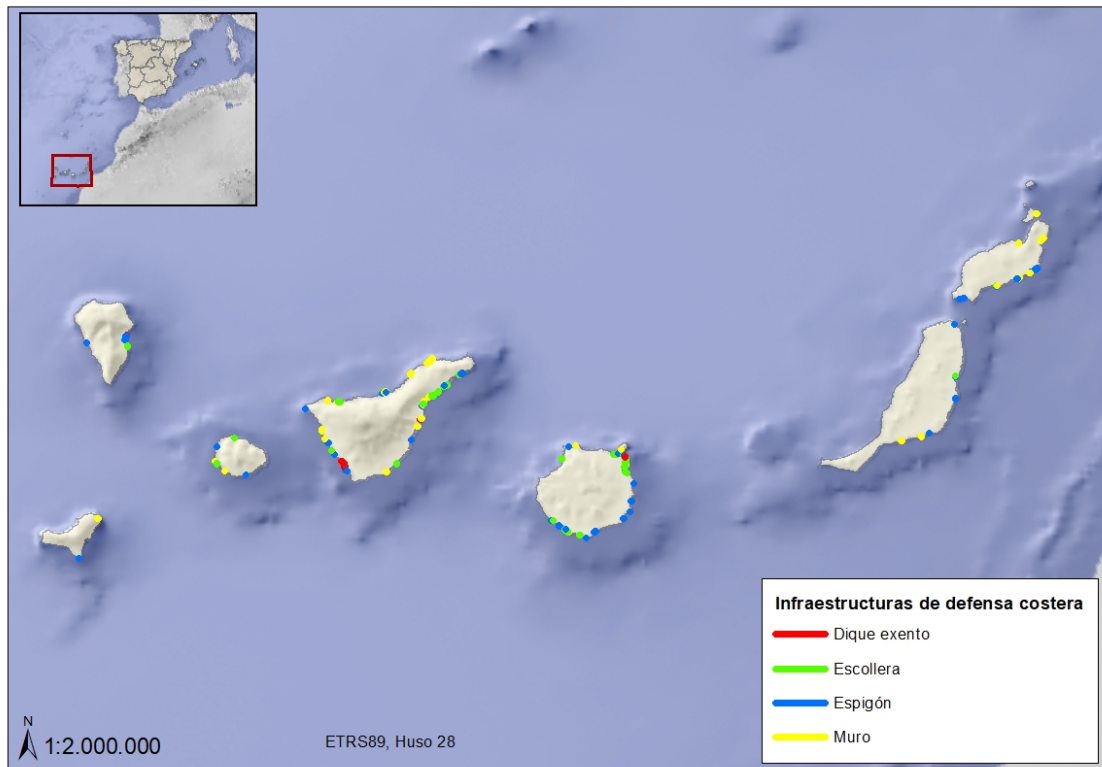 Infraestructuras de defensa costera
Dique exento
Escollera
Espigón
Muro
N
1:2.000.000
ETRS89, Huso 28